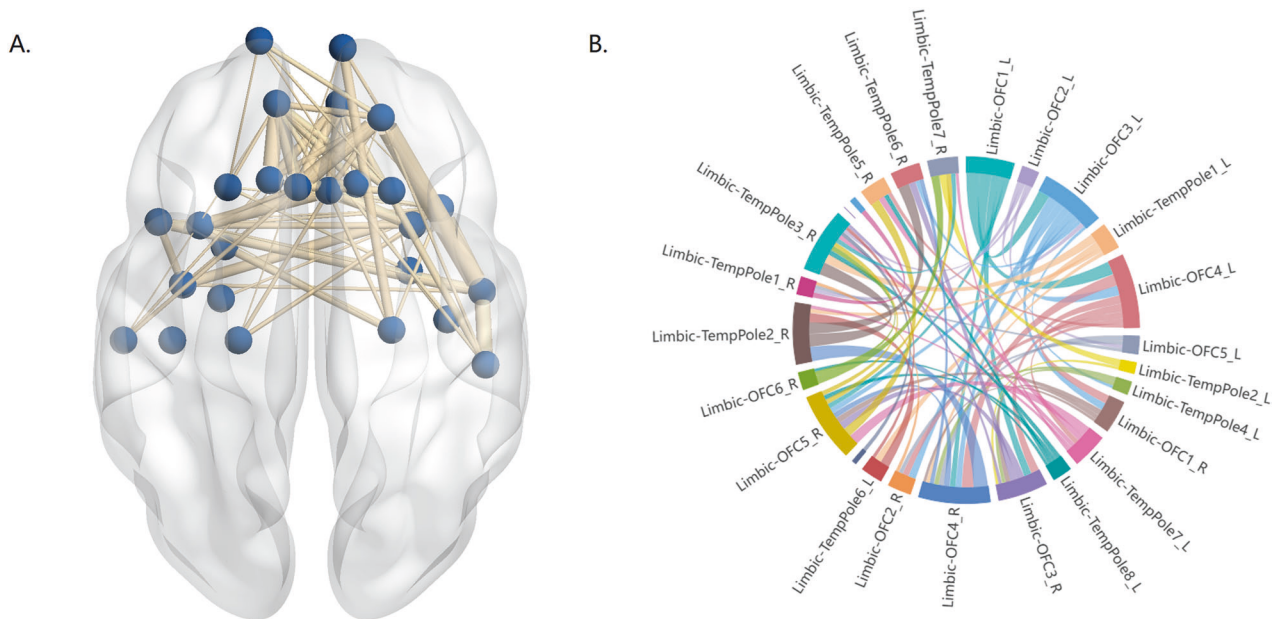 A.
B.
Limbic-OFC1_L
Limbic-OFC2_L
Limbic-OFC3_L
Limbic-TempPole1_L
Limbic-OFC4_L
Limbic-OFC5_L
Limbic-TempPole2_L
Limbic-TempPole4_L
Limbic-OFC1_R
Limbic-TempPole7_L
Limbic-TempPole8_L
Limbic-OFC3_R
Limbic-OFC4_R
Limbic-OFC2_R
Limbic-TempPole6_L
Limbic-OFC5_R
Limbic-OFC6_R
Limbic-TempPole2_R
Limbic-TempPole1_R
Limbic-TempPole3_R
Limbic-TempPole5_R
Limbic-TempPole6_R
Limbic-TempPole7_R